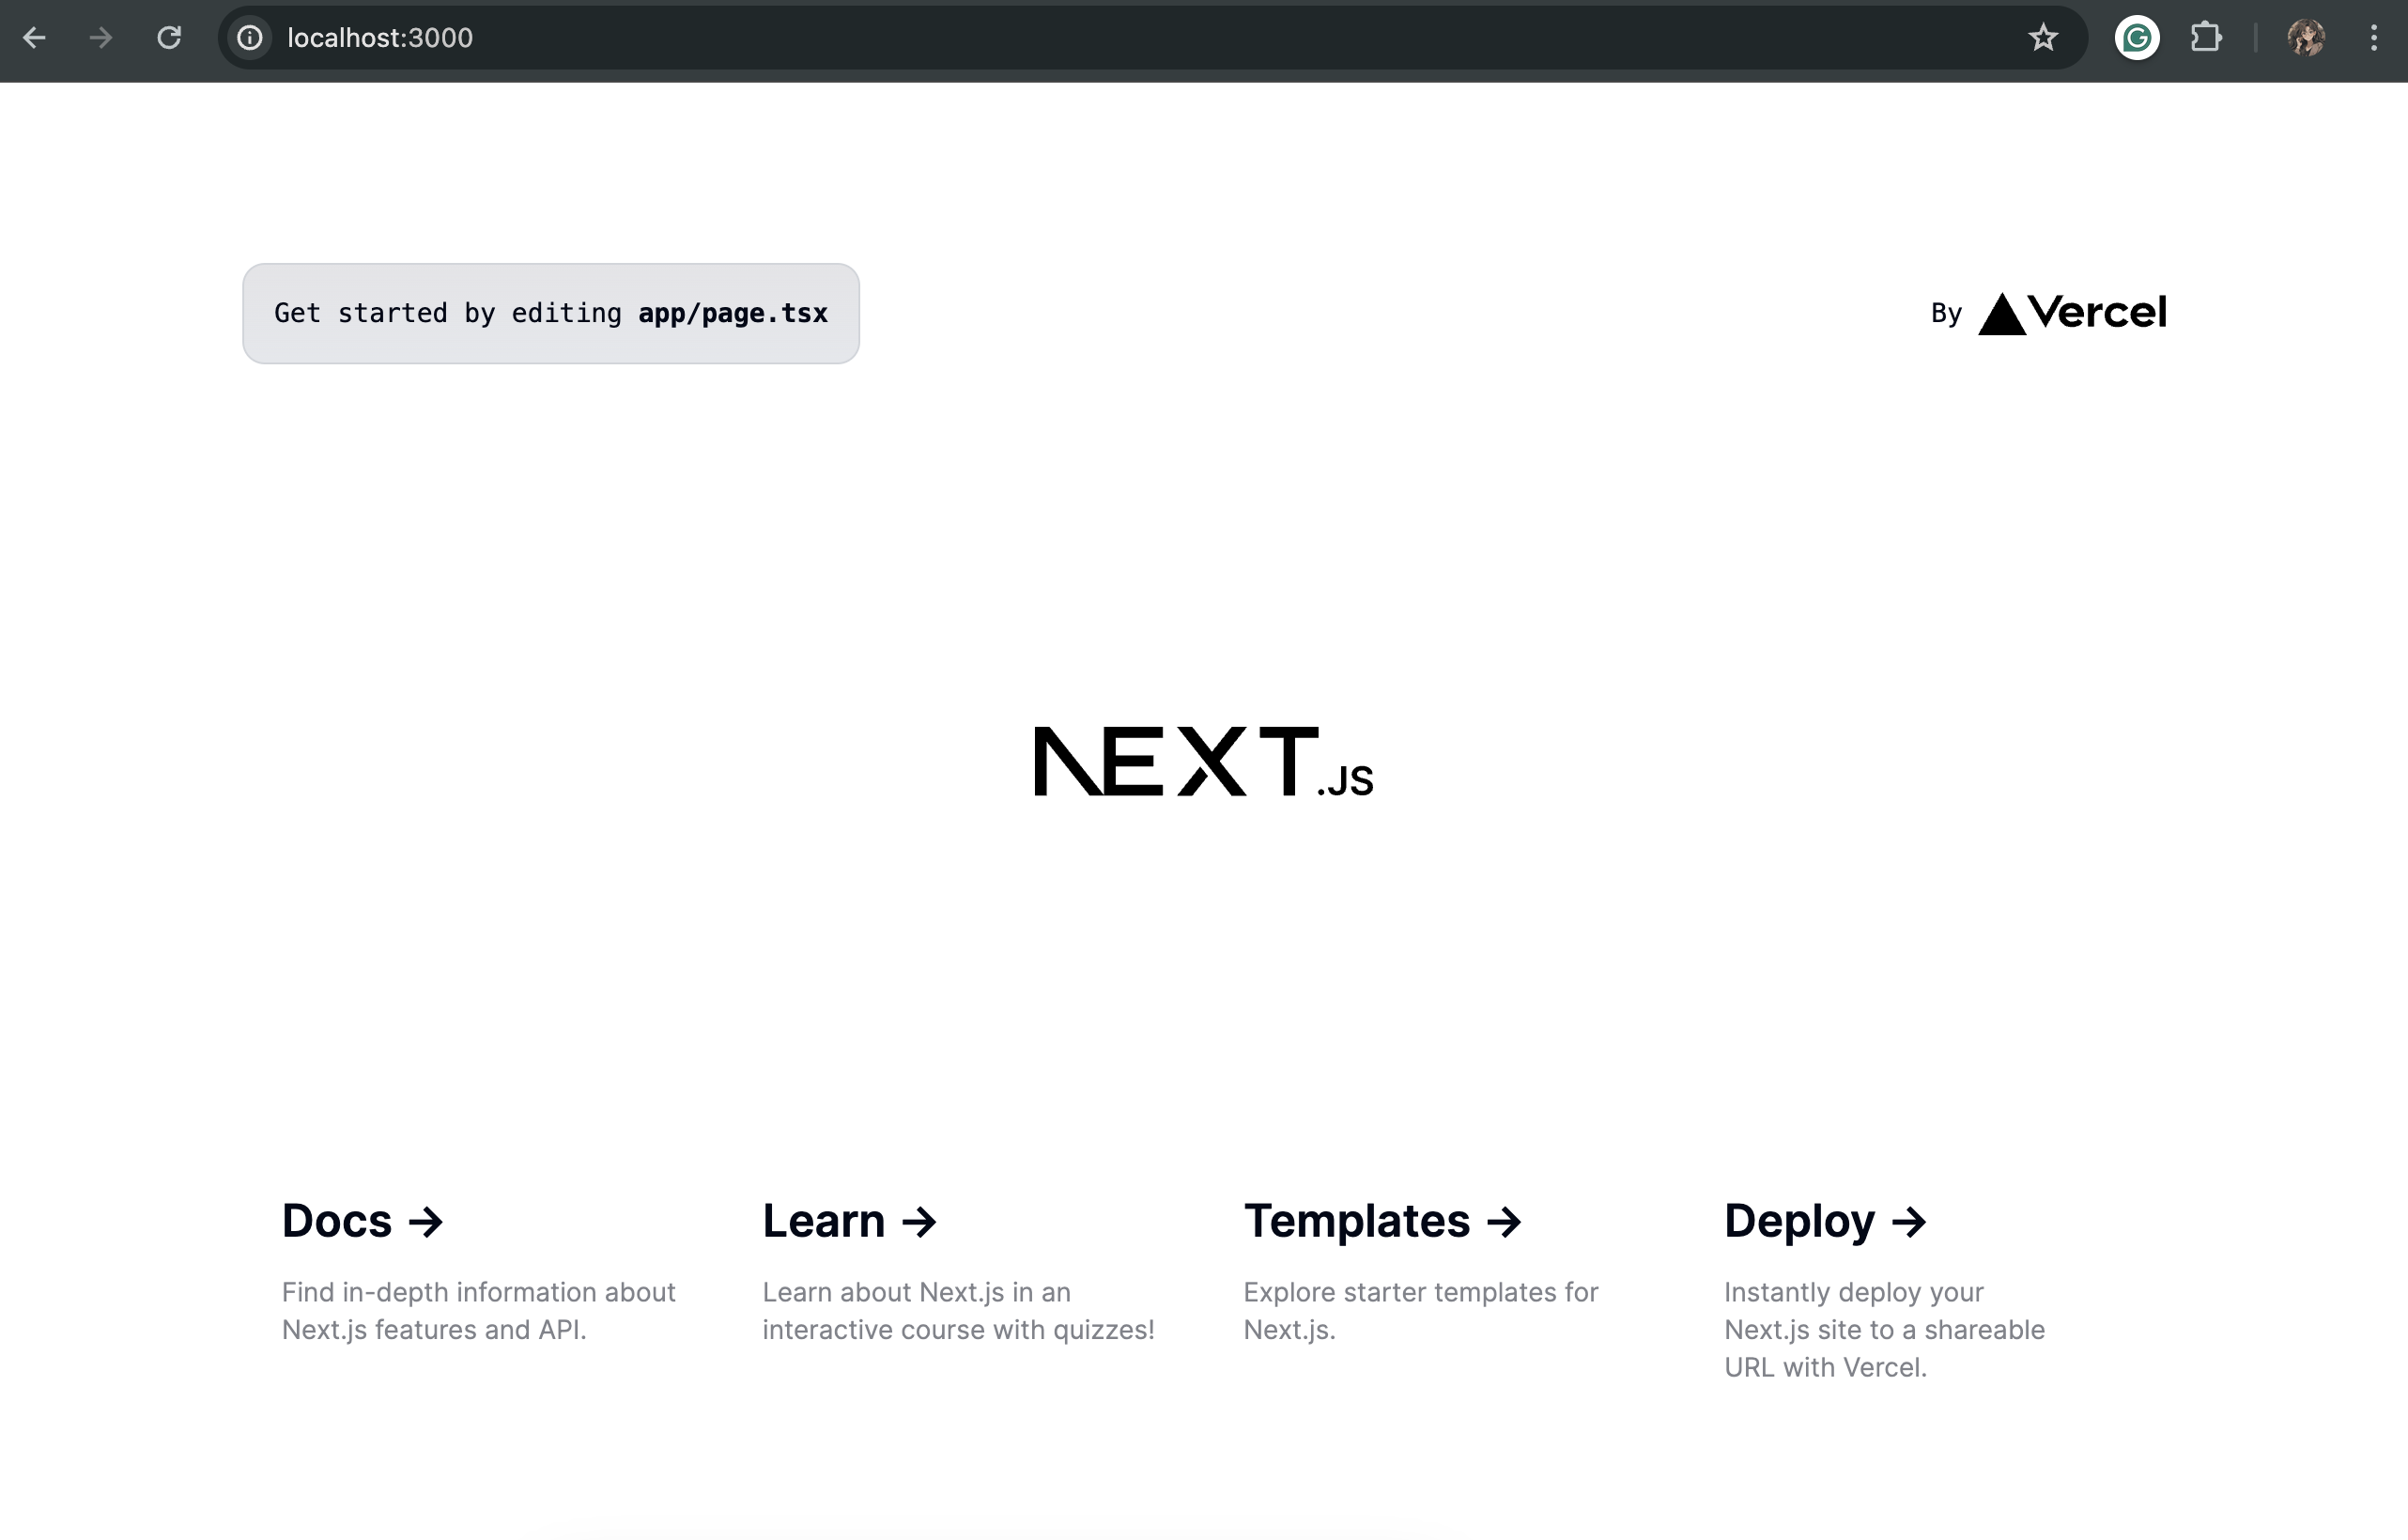 localhost:3000
Get started by editing app/page.tsx
By Vercel
NEXT.JS
Docs →
Find in-depth information about
Next.js features and API.
Learn →
Learn about Next.js in an
interactive course with quizzes!
Templates →
Explore starter templates for
Next.js.
Deploy →
Instantly deploy your
Next.js site to a shareable
URL with Vercel.